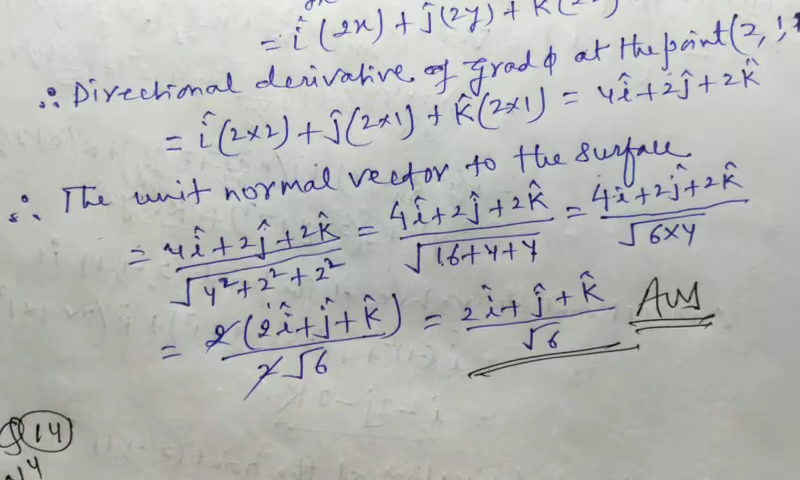 = î (2x) + ĵ (2y) + k̂ (2
∴ Directional derivative of grad ϕ at the point (2, 1,
= î (2×2) + ĵ (2×1) + k̂ (2×1) = 4î + 2ĵ + 2k̂
∴ The unit normal vector to the surface
= 4î + 2ĵ + 2k̂ / √4² + 2² + 2² = 4î + 2ĵ + 2k̂ / √16 + 4 + 4 = 4î + 2ĵ + 2k̂ / √6×4
= 2 (2î + ĵ + k̂) / 2√6 = 2î + ĵ + k̂ / √6 Ans
14